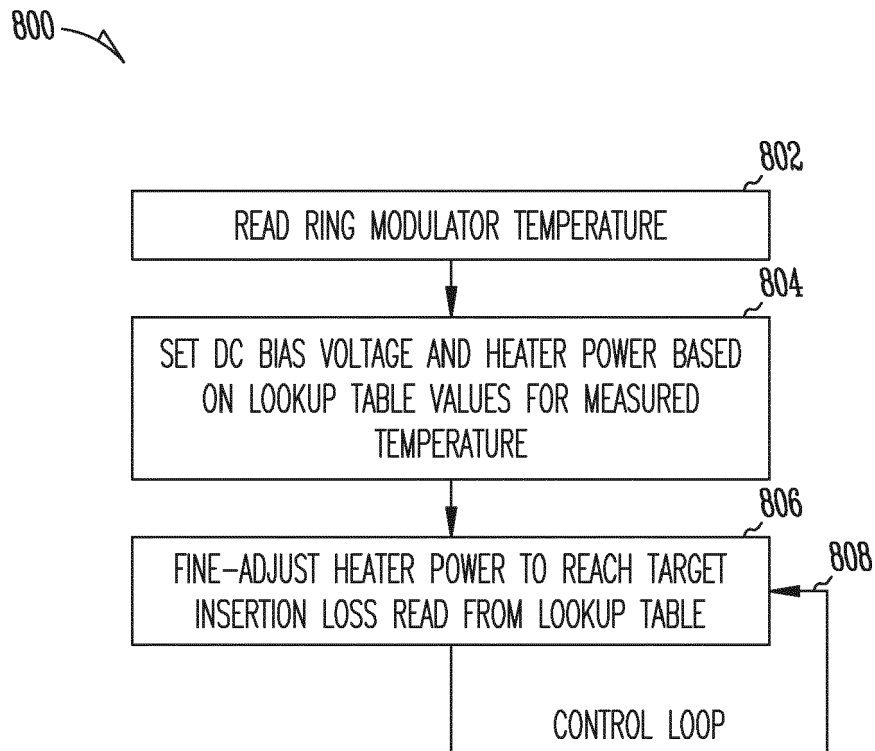 800
802
READ RING MODULATOR TEMPERATURE
804
SET DC BIAS VOLTAGE AND HEATER POWER BASED
ON LOOKUP TABLE VALUES FOR MEASURED
TEMPERATURE
806
FINE-ADJUST HEATER POWER TO REACH TARGET
INSERTION LOSS READ FROM LOOKUP TABLE
808
CONTROL LOOP